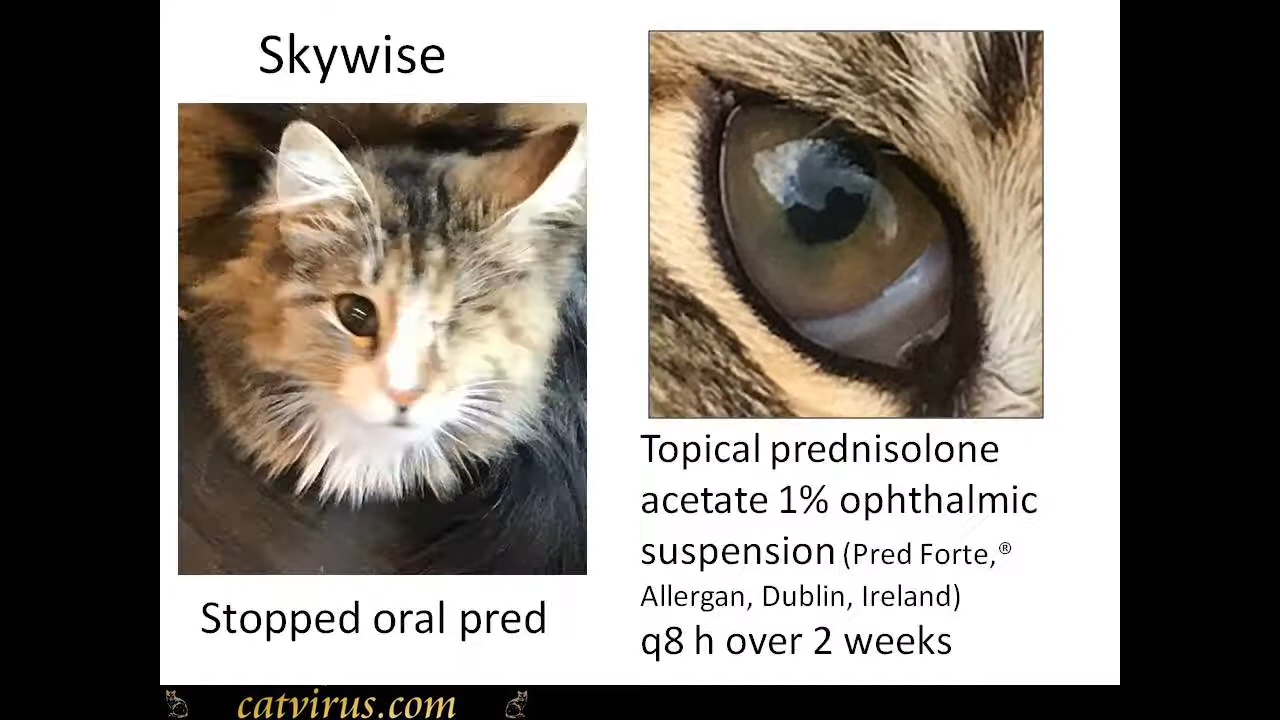 Skywise
Stopped oral pred
Topical prednisolone
acetate 1% ophthalmic
suspension (Pred Forte,®
Allergan, Dublin, Ireland)
q8 h over 2 weeks
catvirus.com